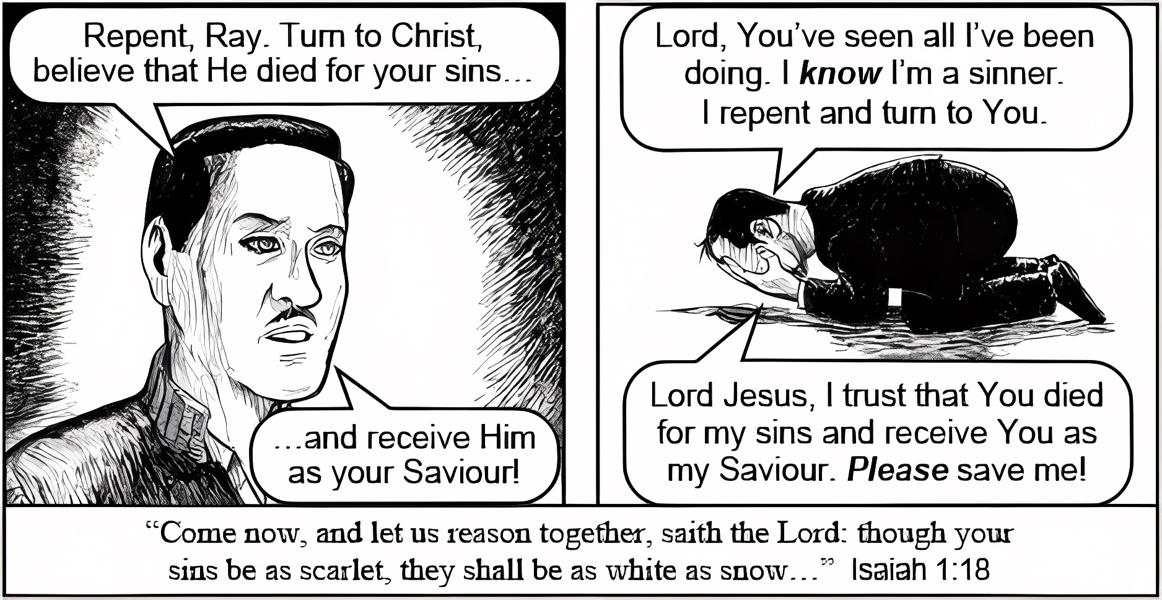 Repent, Ray. Turn to Christ,
believe that He died for your sins...
...and receive Him
as your Saviour!
Lord, You've seen all I've been
doing. I know I'm a sinner.
I repent and turn to You.
Lord Jesus, I trust that You died
for my sins and receive You as
my Saviour. Please save me!
“Come now, and let us reason together, saith the Lord: though your
sins be as scarlet, they shall be as white as snow...” Isaiah 1:18